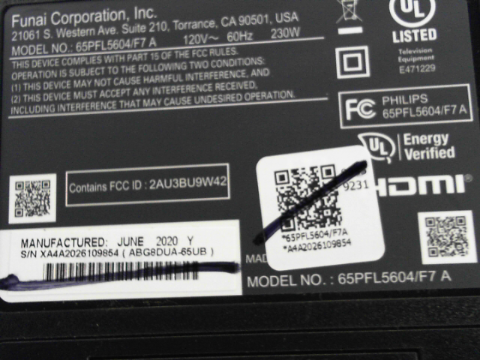 Funai Corporation, Inc.
21061 S. Western Ave. Suite 210, Torrance, CA 90501, USA
MODEL NO. : 65PFL5604/F7 A 120V~ 60Hz 230W
THIS DEVICE COMPLIES WITH PART 15 OF THE FCC RULES.
OPERATION IS SUBJECT TO THE FOLLOWING TWO CONDITIONS:
(1) THIS DEVICE MAY NOT CAUSE HARMFUL INTERFERENCE, AND
(2) THIS DEVICE MUST ACCEPT ANY INTERFERENCE RECEIVED,
INCLUDING INTERFERENCE THAT MAY CAUSE UNDESIRED OPERATION.
UL
LISTED
Television
Equipment
E471229
FC PHILIPS
65PFL5604/F7 A
UL Energy
Verified
Contains FCC ID : 2AU3BU9W42
9231
HDMI
*65PFL5604/F7A
*A4A2026109854
MANUFACTURED: JUNE 2020 Y
S/N XA4A2026109854 ( ABG8DUA-65UB )
MODEL NO. : 65PFL5604/F7 A